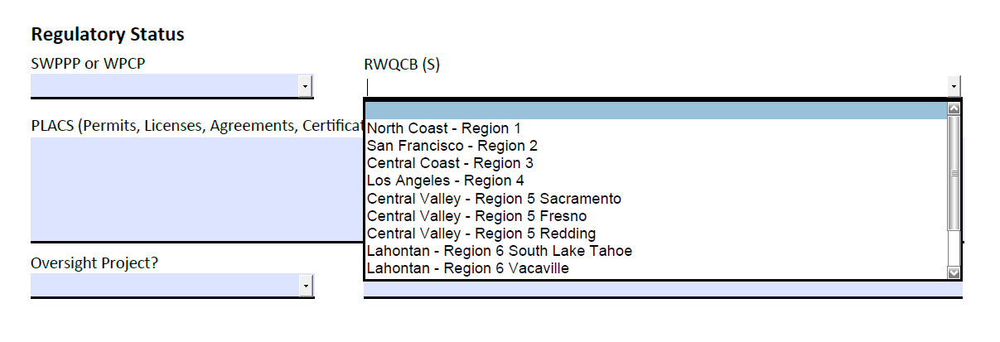 Regulatory Status
SWPPP or WPCP
RWQCB (S)
PLACS (Permits, Licenses, Agreements, Certificat
North Coast - Region 1
San Francisco - Region 2
Central Coast - Region 3
Los Angeles - Region 4
Central Valley - Region 5 Sacramento
Central Valley - Region 5 Fresno
Central Valley - Region 5 Redding
Lahontan - Region 6 South Lake Tahoe
Lahontan - Region 6 Vacaville
Oversight Project?